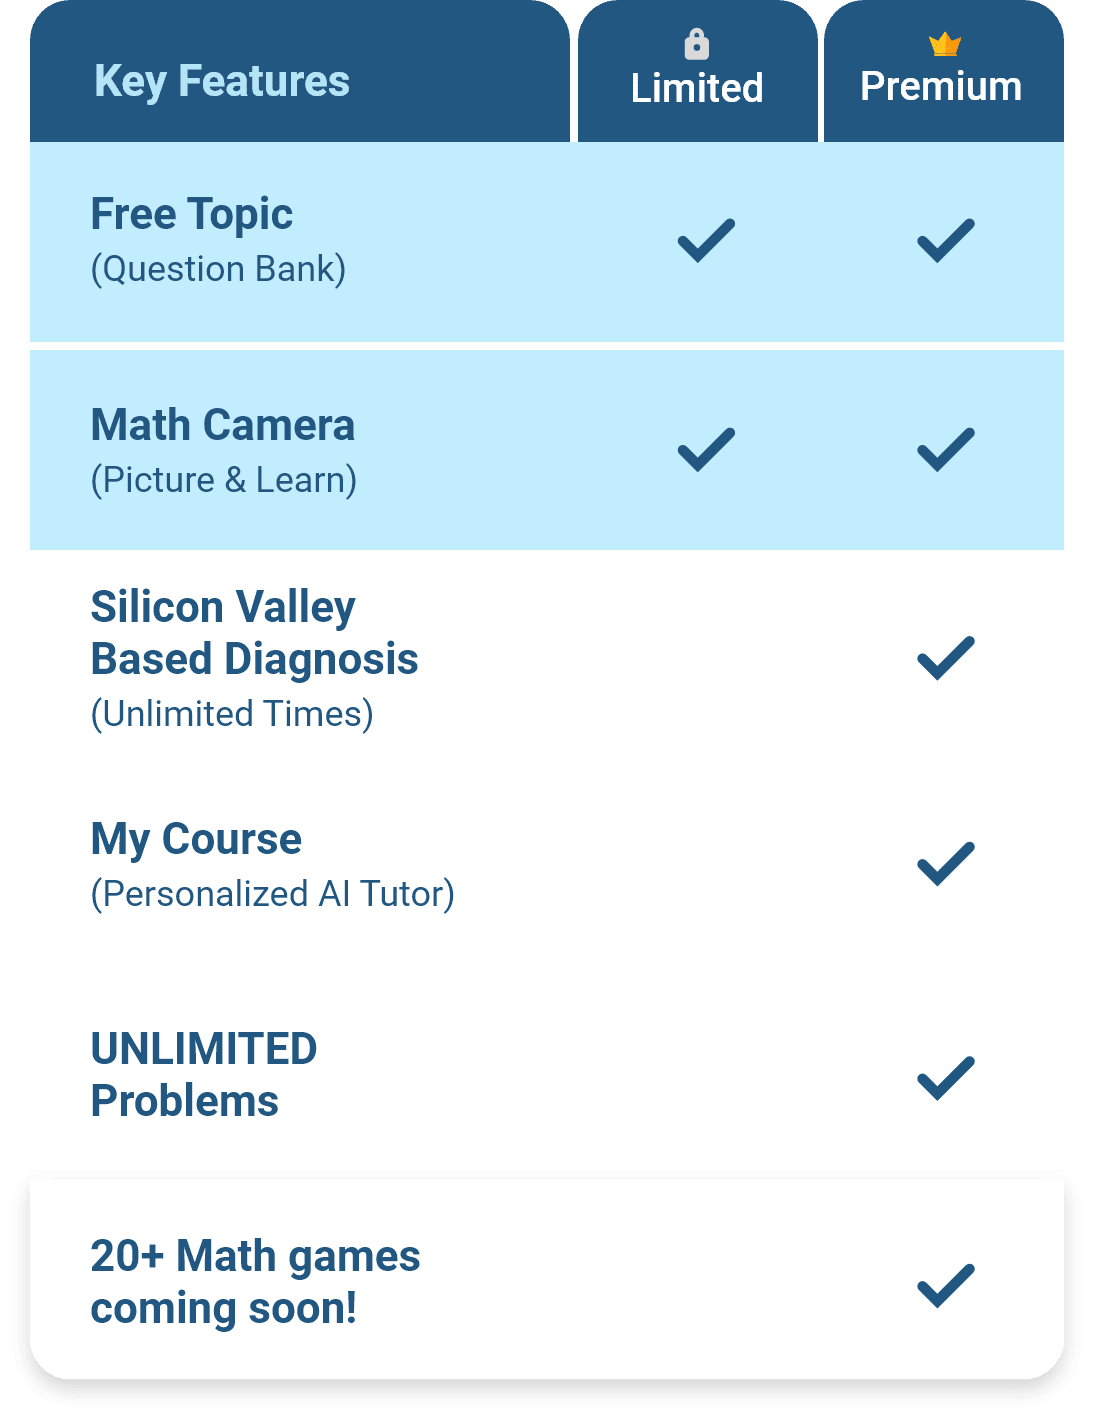 Key Features
Limited
Premium
Free Topic
(Question Bank)
Math Camera
(Picture & Learn)
Silicon Valley
Based Diagnosis
(Unlimited Times)
My Course
(Personalized AI Tutor)
UNLIMITED
Problems
20+ Math games
coming soon!